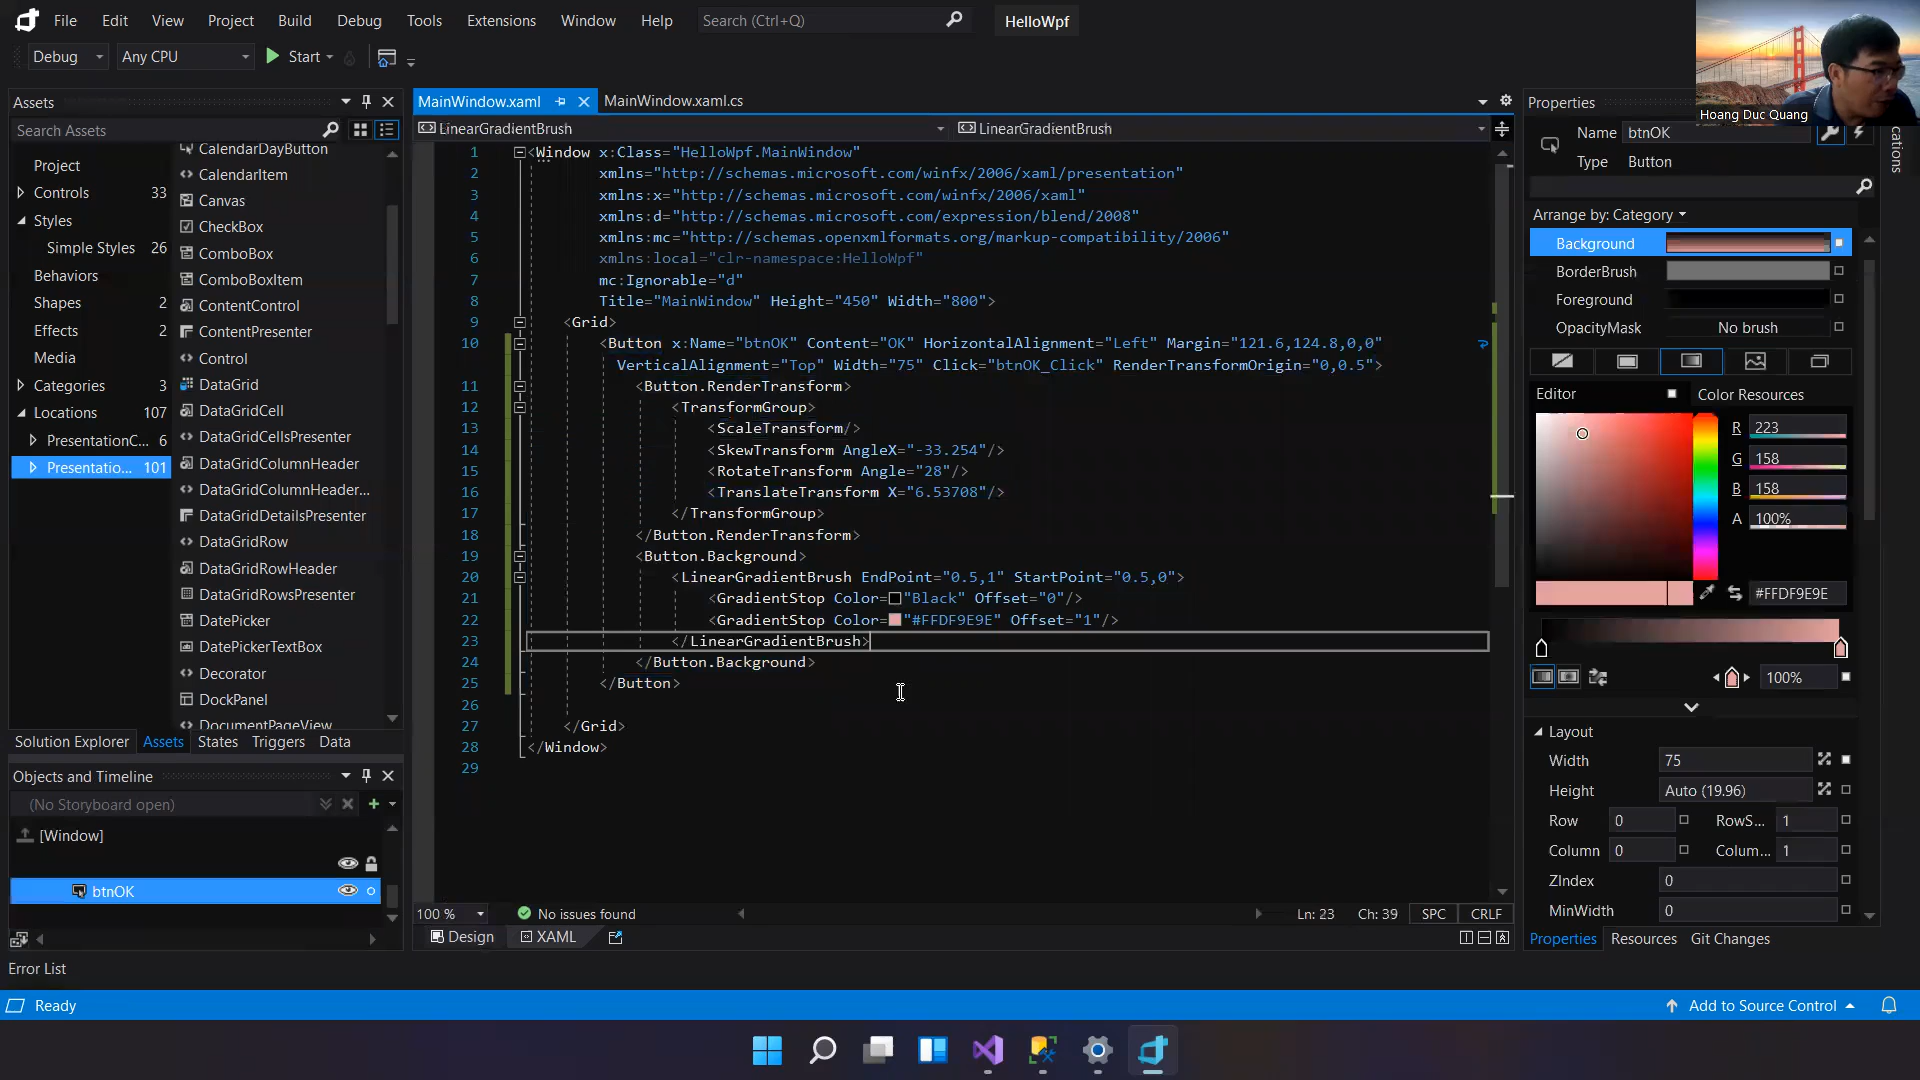 File Edit View Project Build Debug Tools Extensions Window Help Search (Ctrl+Q) HelloWpf
Debug Any CPU Start
Hoang Duc Quang
Assets
Search Assets
Project
Controls 33
Styles
Simple Styles 26
Behaviors
Shapes 2
Effects 2
Media
Categories 3
Locations 107
PresentationC... 6
Presentatio... 101
CalendarDayButton
CalendarItem
Canvas
CheckBox
ComboBox
ComboBoxItem
ContentControl
ContentPresenter
Control
DataGrid
DataGridCell
DataGridCellsPresenter
DataGridColumnHeader
DataGridColumnHeader...
DataGridDetailsPresenter
DataGridRow
DataGridRowHeader
DataGridRowsPresenter
DatePicker
DatePickerTextBox
Decorator
DockPanel
DocumentPageView
Solution Explorer Assets States Triggers Data
Objects and Timeline
(No Storyboard open)
[Window]
btnOK
Error List
Ready
MainWindow.xaml MainWindow.xaml.cs
LinearGradientBrush LinearGradientBrush
1 <Window x:Class="HelloWpf.MainWindow"
2 xmlns="http://schemas.microsoft.com/winfx/2006/xaml/presentation"
3 xmlns:x="http://schemas.microsoft.com/winfx/2006/xaml"
4 xmlns:d="http://schemas.microsoft.com/expression/blend/2008"
5 xmlns:mc="http://schemas.openxmlformats.org/markup-compatibility/2006"
6 xmlns:local="clr-namespace:HelloWpf"
7 mc:Ignorable="d"
8 Title="MainWindow" Height="450" Width="800">
9 <Grid>
10 <Button x:Name="btnOK" Content="OK" HorizontalAlignment="Left" Margin="121.6,124.8,0,0"
VerticalAlignment="Top" Width="75" Click="btnOK_Click" RenderTransformOrigin="0,0.5">
11 <Button.RenderTransform>
12 <TransformGroup>
13 <ScaleTransform/>
14 <SkewTransform AngleX="-33.254"/>
15 <RotateTransform Angle="28"/>
16 <TranslateTransform X="6.53708"/>
17 </TransformGroup>
18 </Button.RenderTransform>
19 <Button.Background>
20 <LinearGradientBrush EndPoint="0.5,1" StartPoint="0.5,0">
21 <GradientStop Color="Black" Offset="0"/>
22 <GradientStop Color="#FFDF9E9E" Offset="1"/>
23 </LinearGradientBrush>
24 </Button.Background>
25 </Button>
26
27 </Grid>
28 </Window>
29
100 % No issues found Ln: 23 Ch: 39 SPC CRLF
Design XAML
Properties
Name btnOK
Type Button
Arrange by: Category
Background
BorderBrush
Foreground
OpacityMask No brush
Editor Color Resources
R 223
G 158
B 158
A 100%
#FFDF9E9E
100%
Layout
Width 75
Height Auto (19.96)
Row 0 RowS... 1
Column 0 Colum... 1
ZIndex 0
MinWidth 0
Properties Resources Git Changes
Add to Source Control